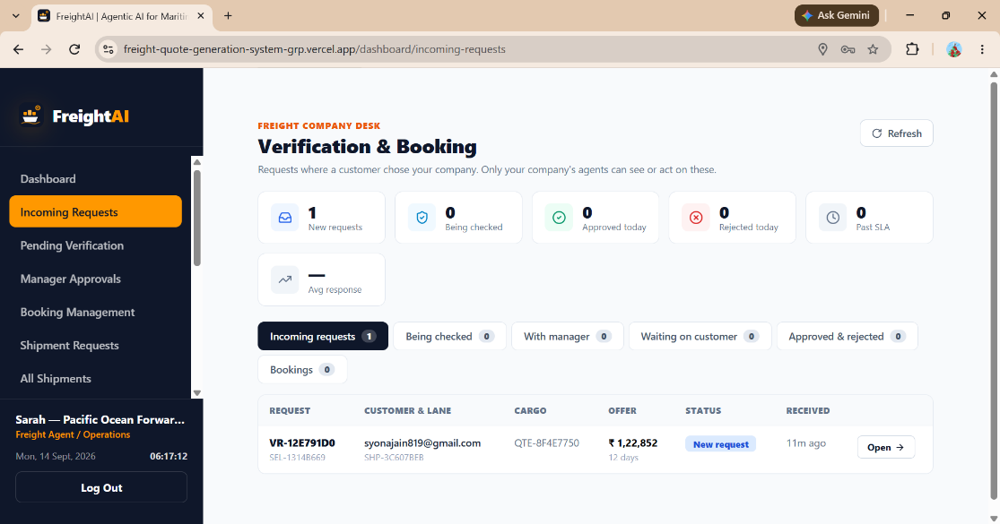 FreightAI | Agentic AI for Mariti
Ask Gemini
freight-quote-generation-system-grp.vercel.app/dashboard/incoming-requests
FreightAI
Dashboard
Incoming Requests
Pending Verification
Manager Approvals
Booking Management
Shipment Requests
All Shipments
Sarah — Pacific Ocean Forwar...
Freight Agent / Operations
Mon, 14 Sept, 2026 06:17:12
Log Out
FREIGHT COMPANY DESK
Verification & Booking
Requests where a customer chose your company. Only your company's agents can see or act on these.
Refresh
1
New requests
0
Being checked
0
Approved today
0
Rejected today
0
Past SLA
—
Avg response
Incoming requests 1
Being checked 0
With manager 0
Waiting on customer 0
Approved & rejected 0
Bookings 0
REQUEST CUSTOMER & LANE CARGO OFFER STATUS RECEIVED
VR-12E791D0 syonajain819@gmail.com QTE-8F4E7750 ₹ 1,22,852 New request 11m ago Open →
SEL-1314B669 SHP-3C607BEB 12 days